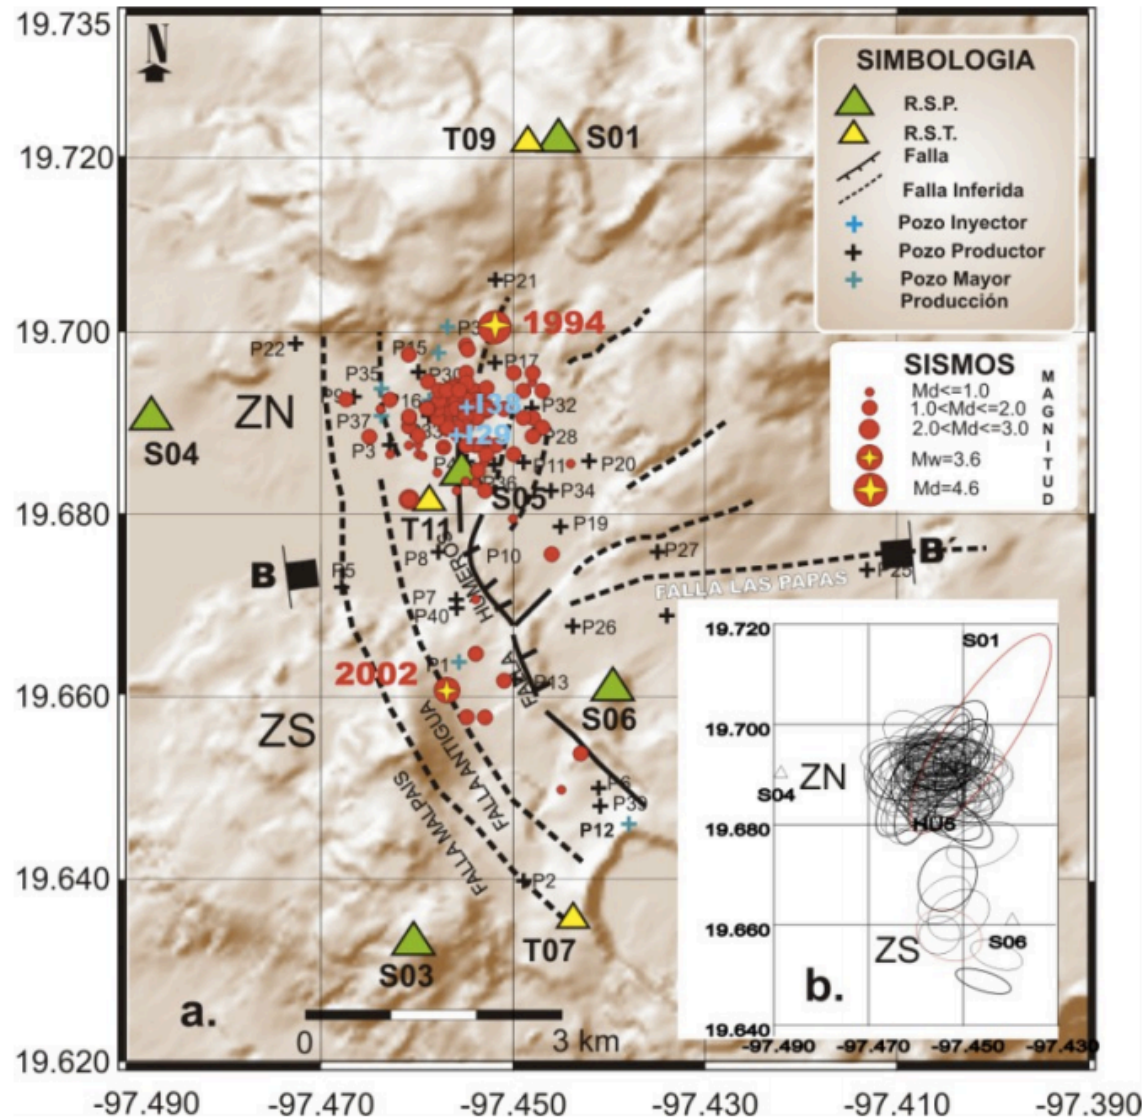 19.735
19.720
19.700
19.680
19.660
19.640
19.620
-97.490
-97.470
-97.450
-97.430
-97.410
-97.390
N
SIMBOLOGIA
R.S.P.
R.S.T.
Falla
Falla Inferida
Pozo Inyector
Pozo Productor
Pozo Mayor
Producción
SISMOS
Md<=1.0
1.0<Md<=2.0
2.0<Md<=3.0
Mw=3.6
Md=4.6
MAGNITUD
T09
S01
P21
1994
P22
P15
P17
P35
P30
ZN
P16
I38
P32
P37
I29
P28
S04
P3
P11
P20
P36
P34
S05
T11
P19
P8
P10
P27
B
B
P5
P25
FALLA LAS PAPAS
HUMEROS
P7
P40
P26
2002
P1
P13
FALLA
S06
ZS
FALLA ANTIGUA
FALLA MALPAIS
P6
P39
P12
P2
T07
S03
a.
0
3 km
19.720
19.700
19.680
19.660
19.640
S01
ZN
S04
HU5
ZS
S06
b.
-97.490
-97.470
-97.450
-97.430